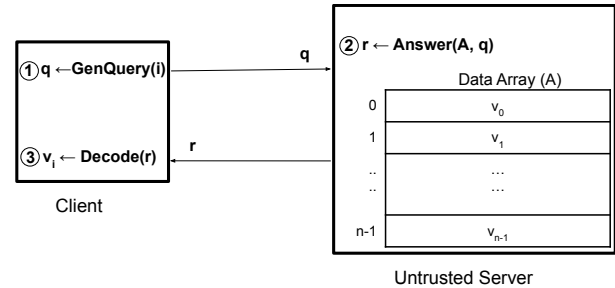 ① q ←GenQuery(i)
q
② r ← Answer(A, q)
Data Array (A)
0 v₀
1 v₁
.. ...
.. ...
n-1 vₙ₋₁
③ vᵢ ← Decode(r)
r
Client
Untrusted Server